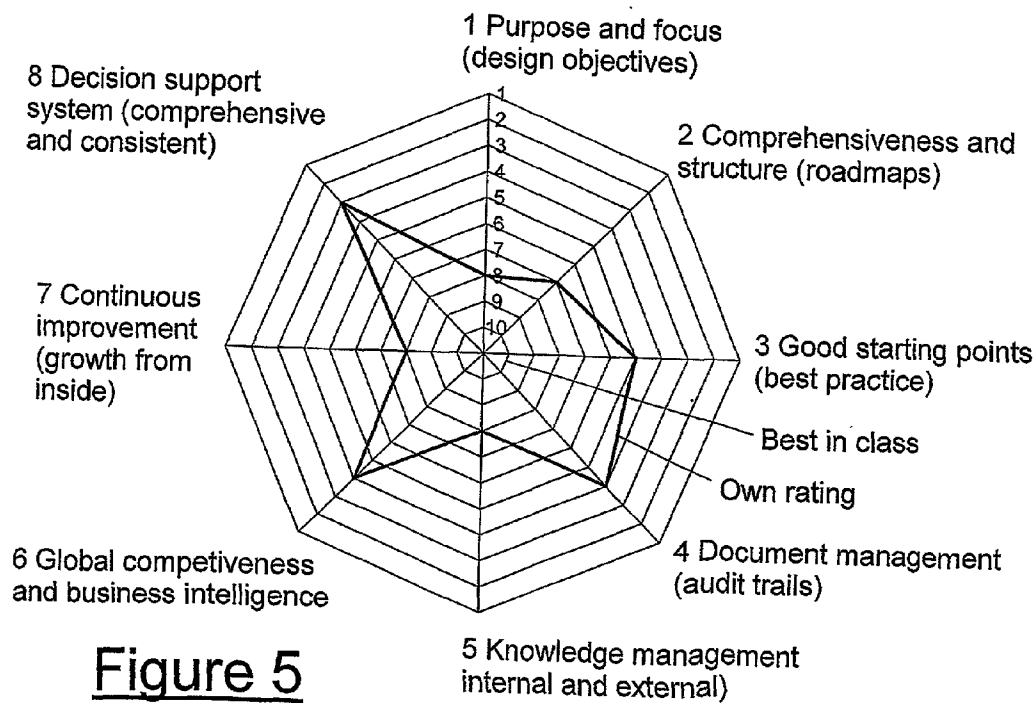 1 Purpose and focus
(design objectives)
8 Decision support
system (comprehensive
and consistent)
2 Comprehensiveness and
structure (roadmaps)
1
2
3
4
5
6
7
8
9
10
7 Continuous
improvement
(growth from
inside)
3 Good starting points
(best practice)
Best in class
Own rating
4 Document management
(audit trails)
6 Global competiveness
and business intelligence
5 Knowledge management
internal and external)
Figure 5